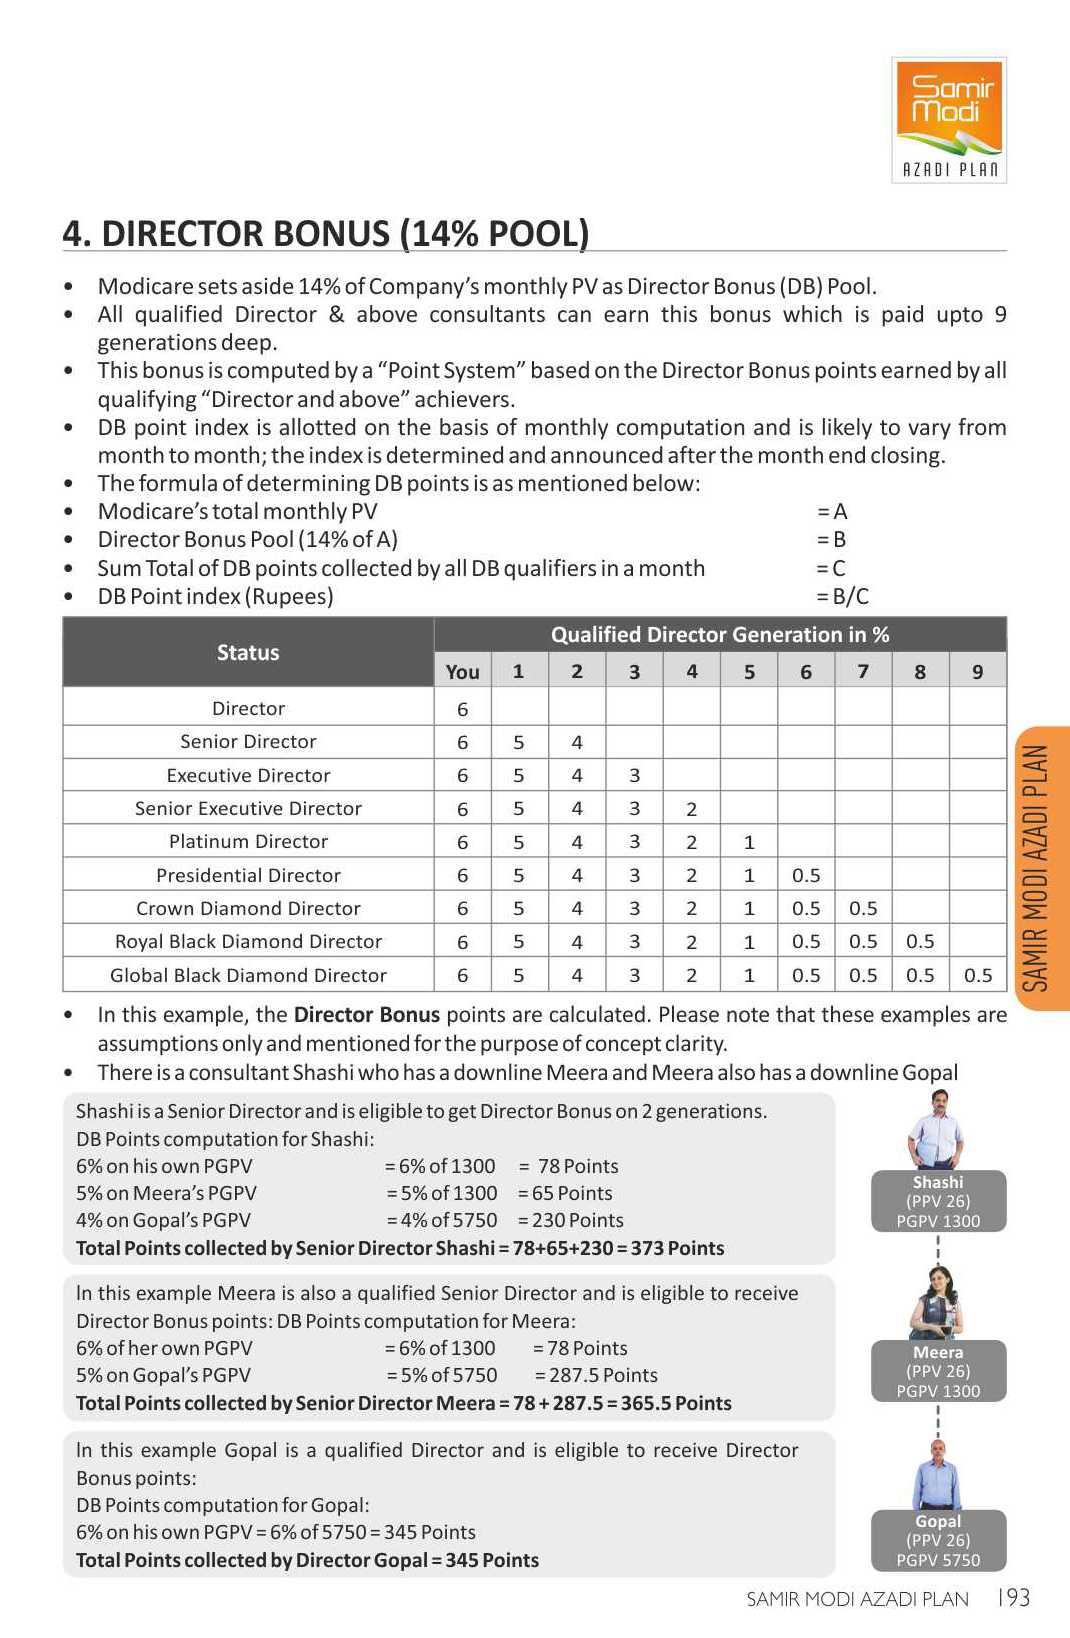 Samir
Modi
AZADI PLAN
4. DIRECTOR BONUS (14% POOL)
• Modicare sets aside 14% of Company's monthly PV as Director Bonus (DB) Pool.
• All qualified Director & above consultants can earn this bonus which is paid upto 9
generations deep.
• This bonus is computed by a “Point System” based on the Director Bonus points earned by all
qualifying “Director and above” achievers.
• DB point index is allotted on the basis of monthly computation and is likely to vary from
month to month; the index is determined and announced after the month end closing.
• The formula of determining DB points is as mentioned below:
• Modicare's total monthly PV = A
• Director Bonus Pool (14% of A) = B
• Sum Total of DB points collected by all DB qualifiers in a month = C
• DB Point index (Rupees) = B/C
Status Qualified Director Generation in %
You 1 2 3 4 5 6 7 8 9
Director 6
Senior Director 6 5 4
Executive Director 6 5 4 3
Senior Executive Director 6 5 4 3 2
Platinum Director 6 5 4 3 2 1
Presidential Director 6 5 4 3 2 1 0.5
Crown Diamond Director 6 5 4 3 2 1 0.5 0.5
Royal Black Diamond Director 6 5 4 3 2 1 0.5 0.5 0.5
Global Black Diamond Director 6 5 4 3 2 1 0.5 0.5 0.5 0.5
SAMIR MODI AZADI PLAN
• In this example, the Director Bonus points are calculated. Please note that these examples are
assumptions only and mentioned for the purpose of concept clarity.
• There is a consultant Shashi who has a downline Meera and Meera also has a downline Gopal
Shashi is a Senior Director and is eligible to get Director Bonus on 2 generations.
DB Points computation for Shashi:
6% on his own PGPV = 6% of 1300 = 78 Points
5% on Meera's PGPV = 5% of 1300 = 65 Points
4% on Gopal's PGPV = 4% of 5750 = 230 Points
Total Points collected by Senior Director Shashi = 78+65+230 = 373 Points
Shashi
(PPV 26)
PGPV 1300
In this example Meera is also a qualified Senior Director and is eligible to receive
Director Bonus points: DB Points computation for Meera:
6% of her own PGPV = 6% of 1300 = 78 Points
5% on Gopal's PGPV = 5% of 5750 = 287.5 Points
Total Points collected by Senior Director Meera = 78 + 287.5 = 365.5 Points
Meera
(PPV 26)
PGPV 1300
In this example Gopal is a qualified Director and is eligible to receive Director
Bonus points:
DB Points computation for Gopal:
6% on his own PGPV = 6% of 5750 = 345 Points
Total Points collected by Director Gopal = 345 Points
Gopal
(PPV 26)
PGPV 5750
SAMIR MODI AZADI PLAN 193